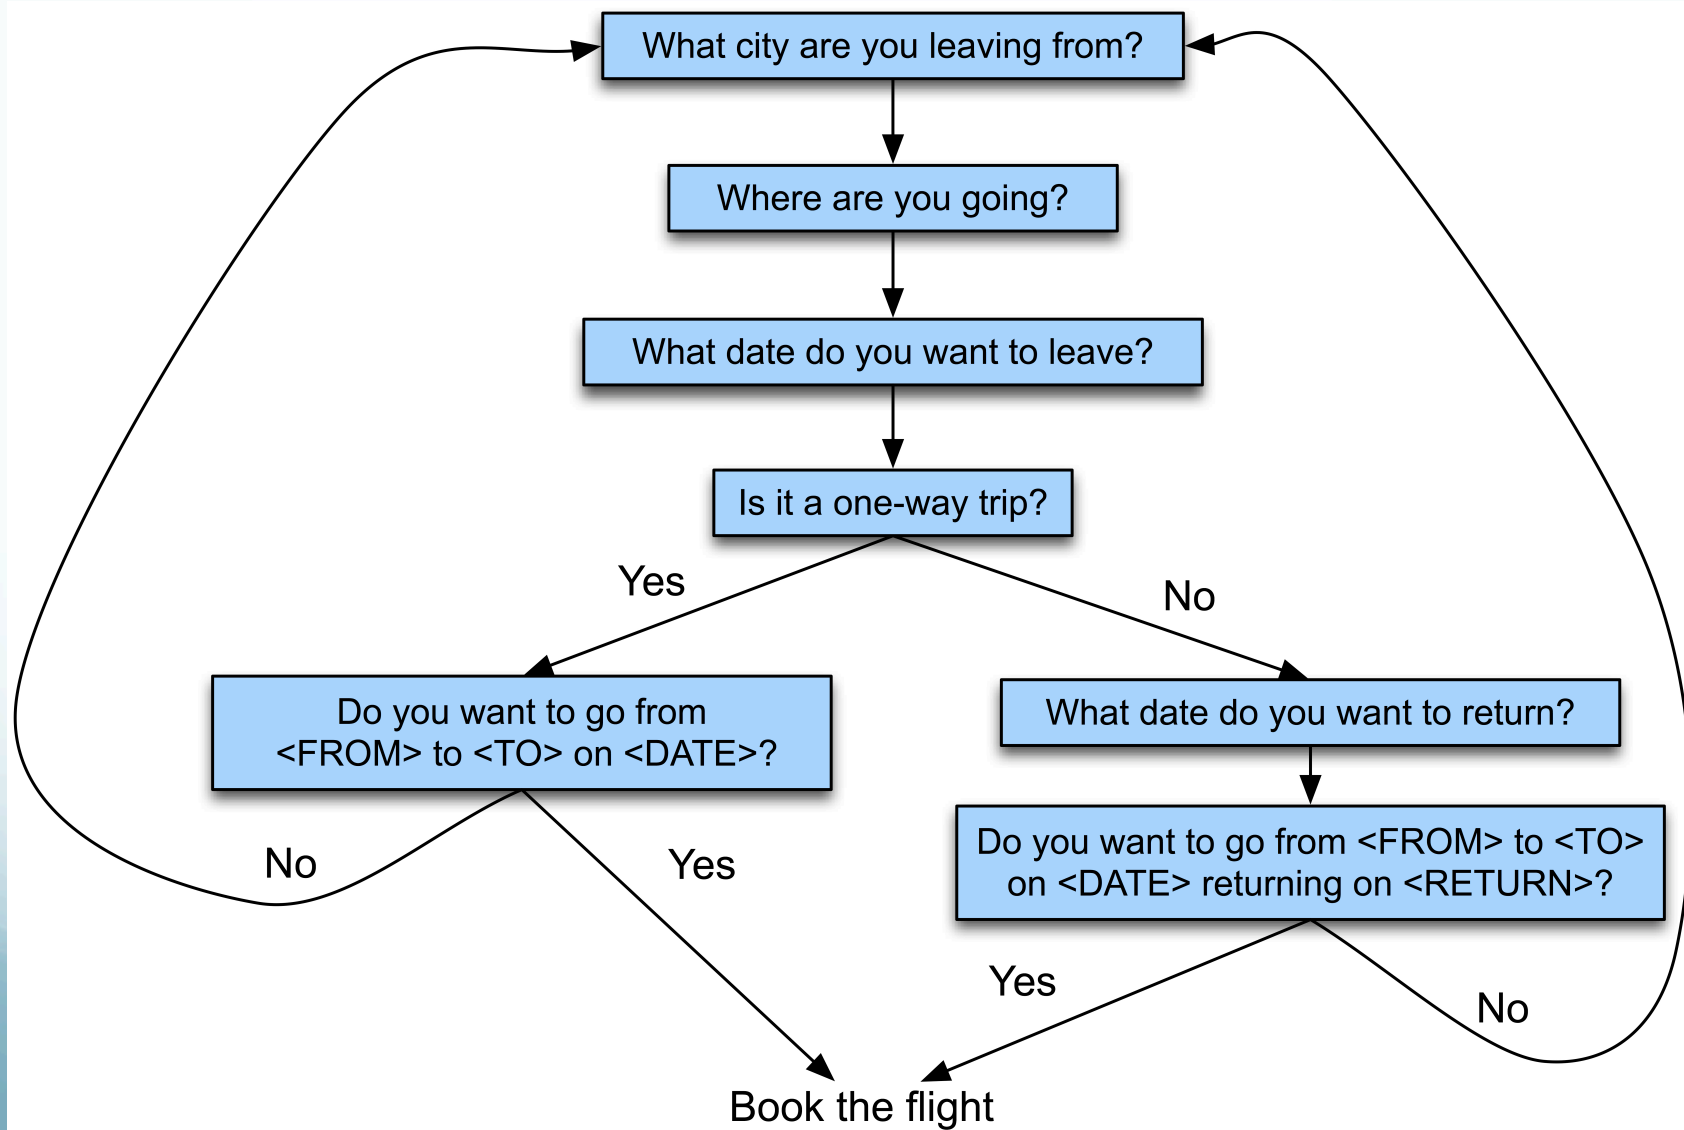 What city are you leaving from?
Where are you going?
What date do you want to leave?
Is it a one-way trip?
Yes
No
Do you want to go from
<FROM> to <TO> on <DATE>?
What date do you want to return?
Do you want to go from <FROM> to <TO>
on <DATE> returning on <RETURN>?
No
Yes
Yes
No
Book the flight